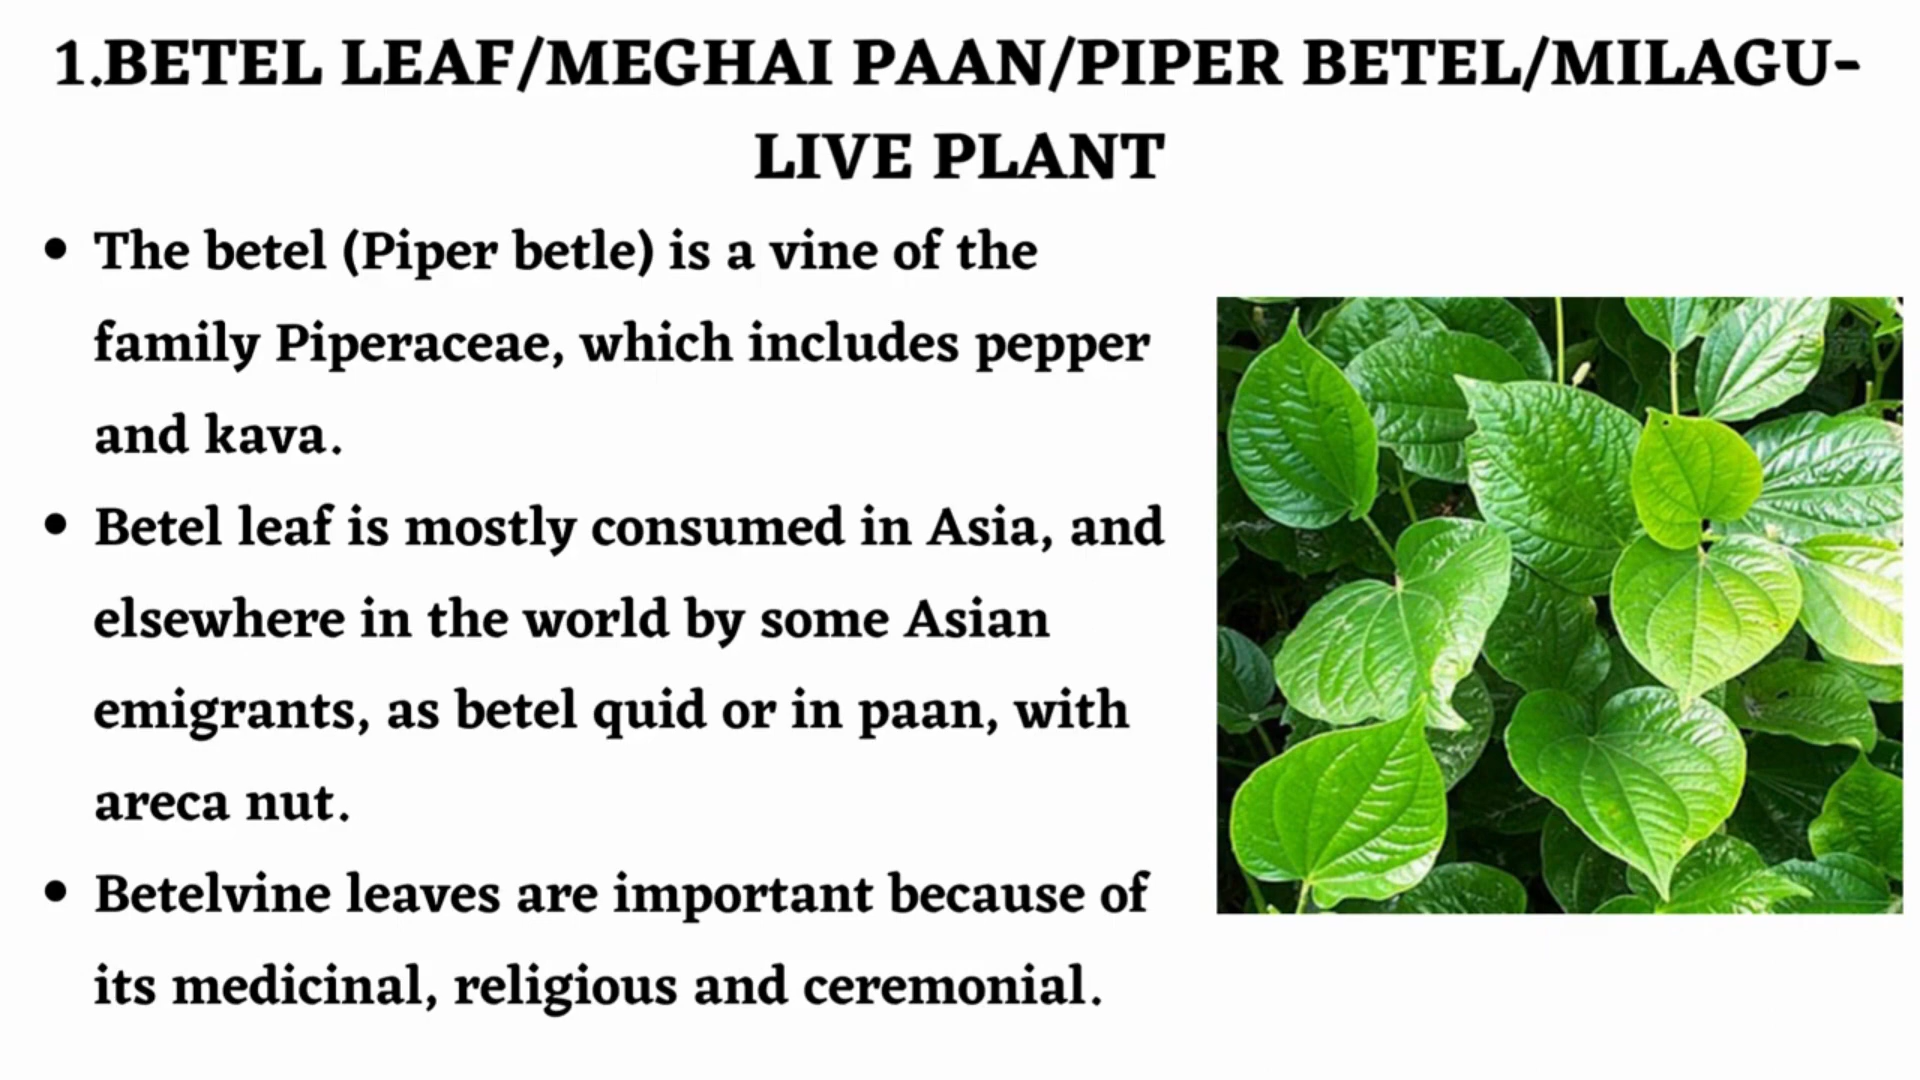 1.BETEL LEAF/MEGHAI PAAN/PIPER BETEL/MILAGU-
LIVE PLANT
• The betel (Piper betle) is a vine of the
family Piperaceae, which includes pepper
and kava.
• Betel leaf is mostly consumed in Asia, and
elsewhere in the world by some Asian
emigrants, as betel quid or in paan, with
areca nut.
• Betelvine leaves are important because of
its medicinal, religious and ceremonial.